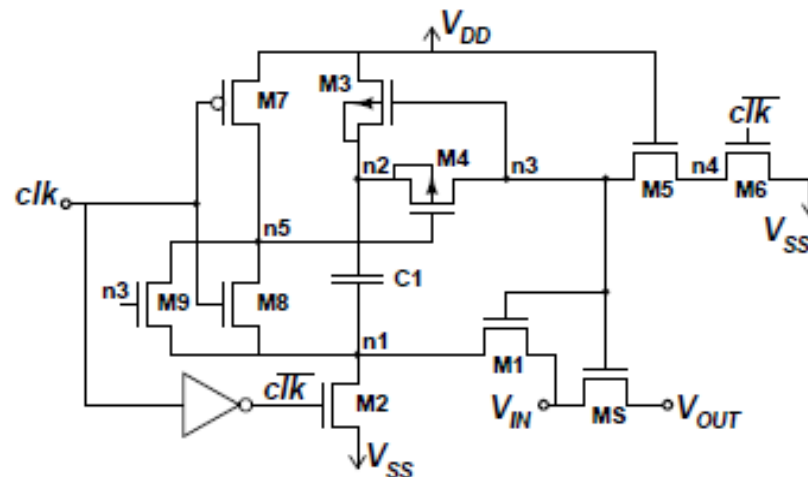 V_DD
M3
M7
clk̅
n2
M4
n3
n4
M5
M6
clk
n5
V_SS
n3
M9
M8
C1
n1
M1
clk̅
M2
V_IN
MS
V_OUT
V_SS